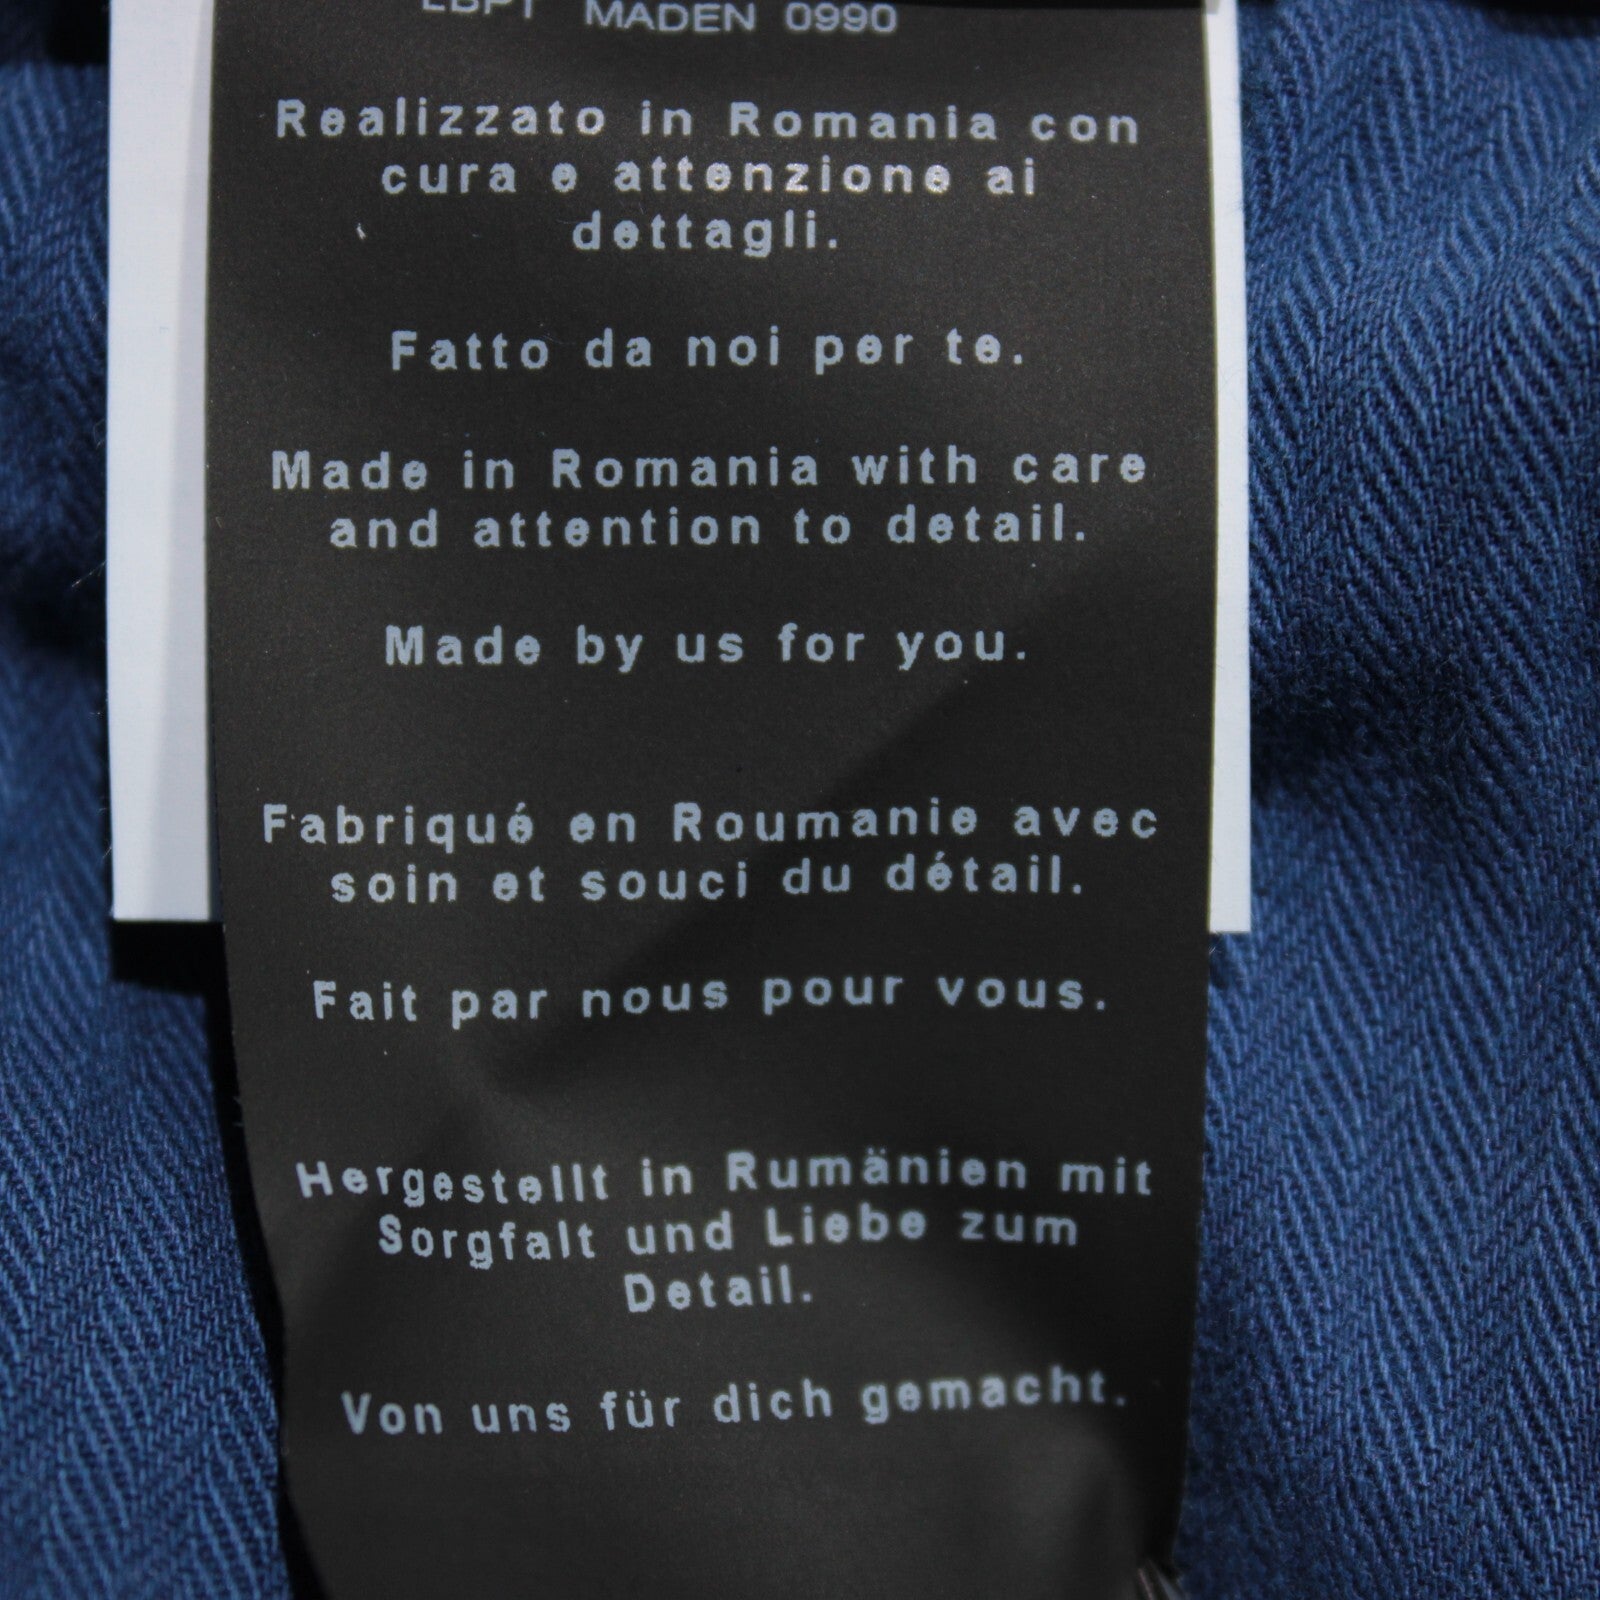 MADEN 0990
Realizzato in Romania con
cura e attenzione ai
dettagli.
Fatto da noi per te.
Made in Romania with care
and attention to detail.
Made by us for you.
Fabriqué en Roumanie avec
soin et souci du détail.
Fait par nous pour vous.
Hergestellt in Rumänien mit
Sorgfalt und Liebe zum
Detail.
Von uns für dich gemacht.